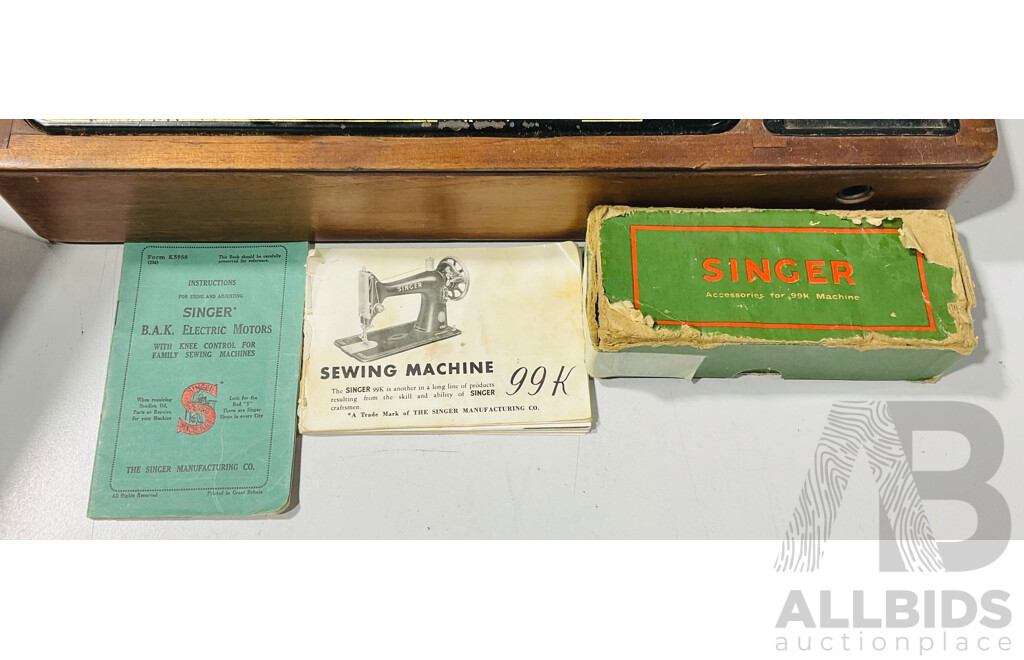 Form K5958
(234)
This Book should be carefully
preserved for reference.
INSTRUCTIONS
FOR USING AND ADJUSTING
SINGER*
B.A.K. ELECTRIC MOTORS
WITH KNEE CONTROL FOR
FAMILY SEWING MACHINES
When requiring
Needles, Oil,
Parts or Repairs,
for your Machine
Look for the
Red "S"
There are Singer
Shops in every City
THE SINGER MANUFACTURING CO.
All Rights Reserved
Printed in Great Britain
SINGER
SEWING MACHINE
99K
The SINGER 99K is another in a long line of products
resulting from the skill and ability of SINGER
craftsmen.
*A Trade Mark of THE SINGER MANUFACTURING CO.
SINGER
Accessories for 99K Machine
AB
ALLBIDS
auctionplace